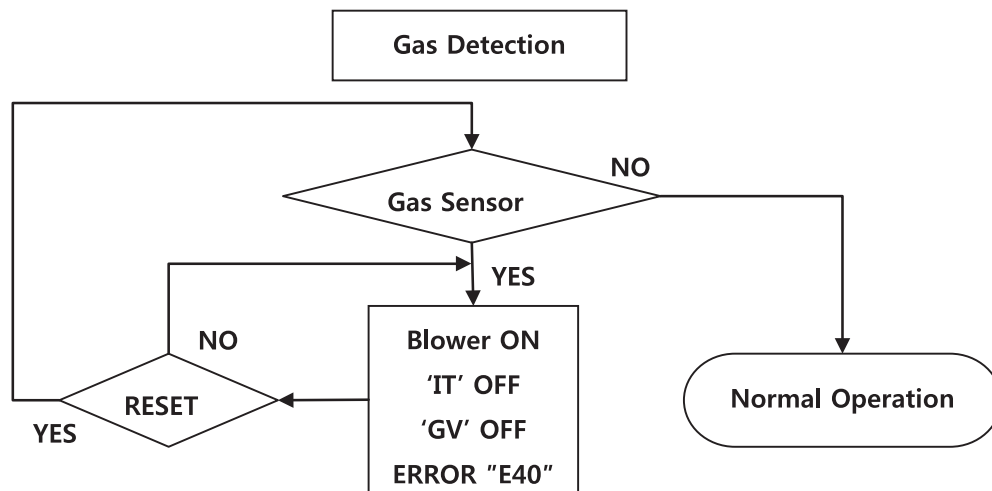 Gas Detection
NO
Gas Sensor
YES
NO
Blower ON
‘IT’ OFF
‘GV’ OFF
ERROR ”E40”
RESET
YES
Normal Operation